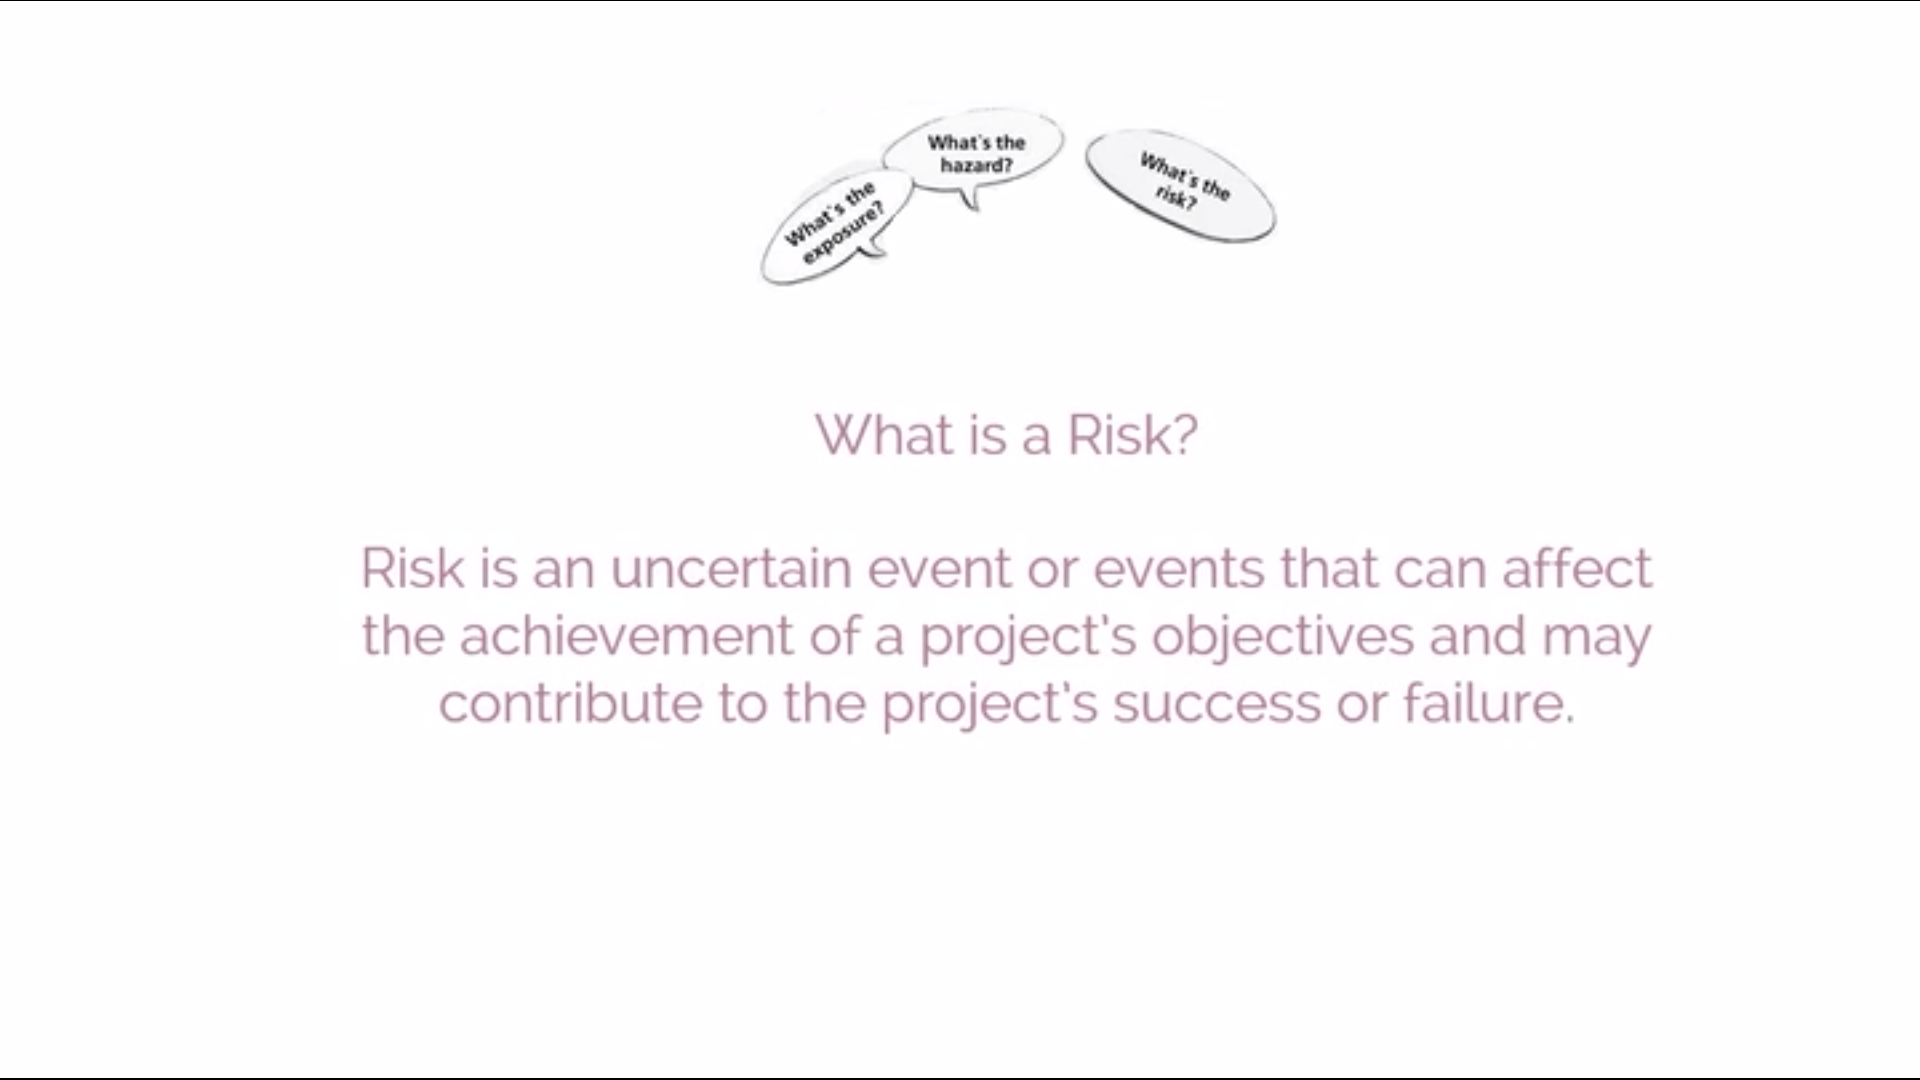 What's the
exposure?
What's the
hazard?
What's the
risk?
What is a Risk?
Risk is an uncertain event or events that can affect
the achievement of a project's objectives and may
contribute to the project's success or failure.